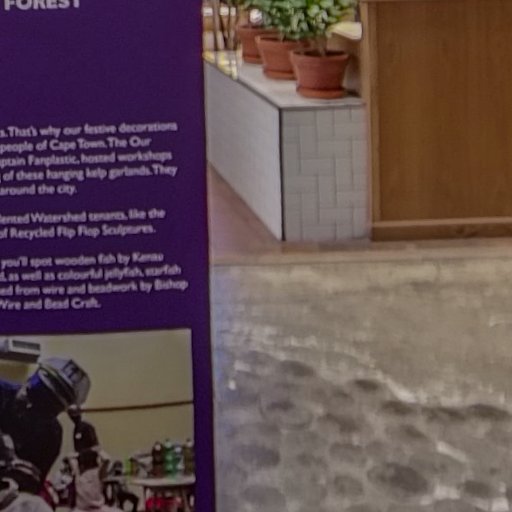 FOREST
s. That's why our festive decorations
people of Cape Town. The Our
ptain Fanplastic, hosted workshops
of these hanging kelp garlands. They
around the city.
lented Watershed tenants, like the
of Recycled Flip Flop Sculptures.
you'll spot wooden fish by Kenau
d, as well as colourful jellyfish, starfish
ed from wire and beadwork by Bishop
Wire and Bead Craft.